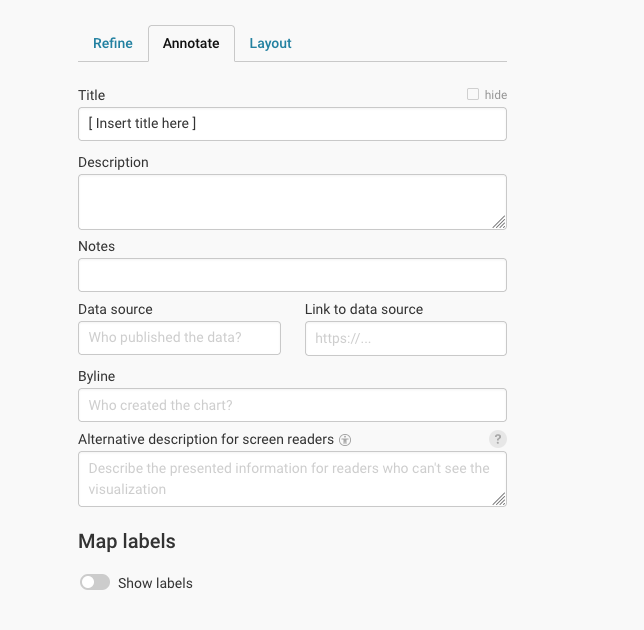 Refine Annotate Layout
Title hide
[ Insert title here ]
Description
Notes
Data source Link to data source
Who published the data? https://...
Byline
Who created the chart?
Alternative description for screen readers ?
Describe the presented information for readers who can't see the
visualization
Map labels
Show labels